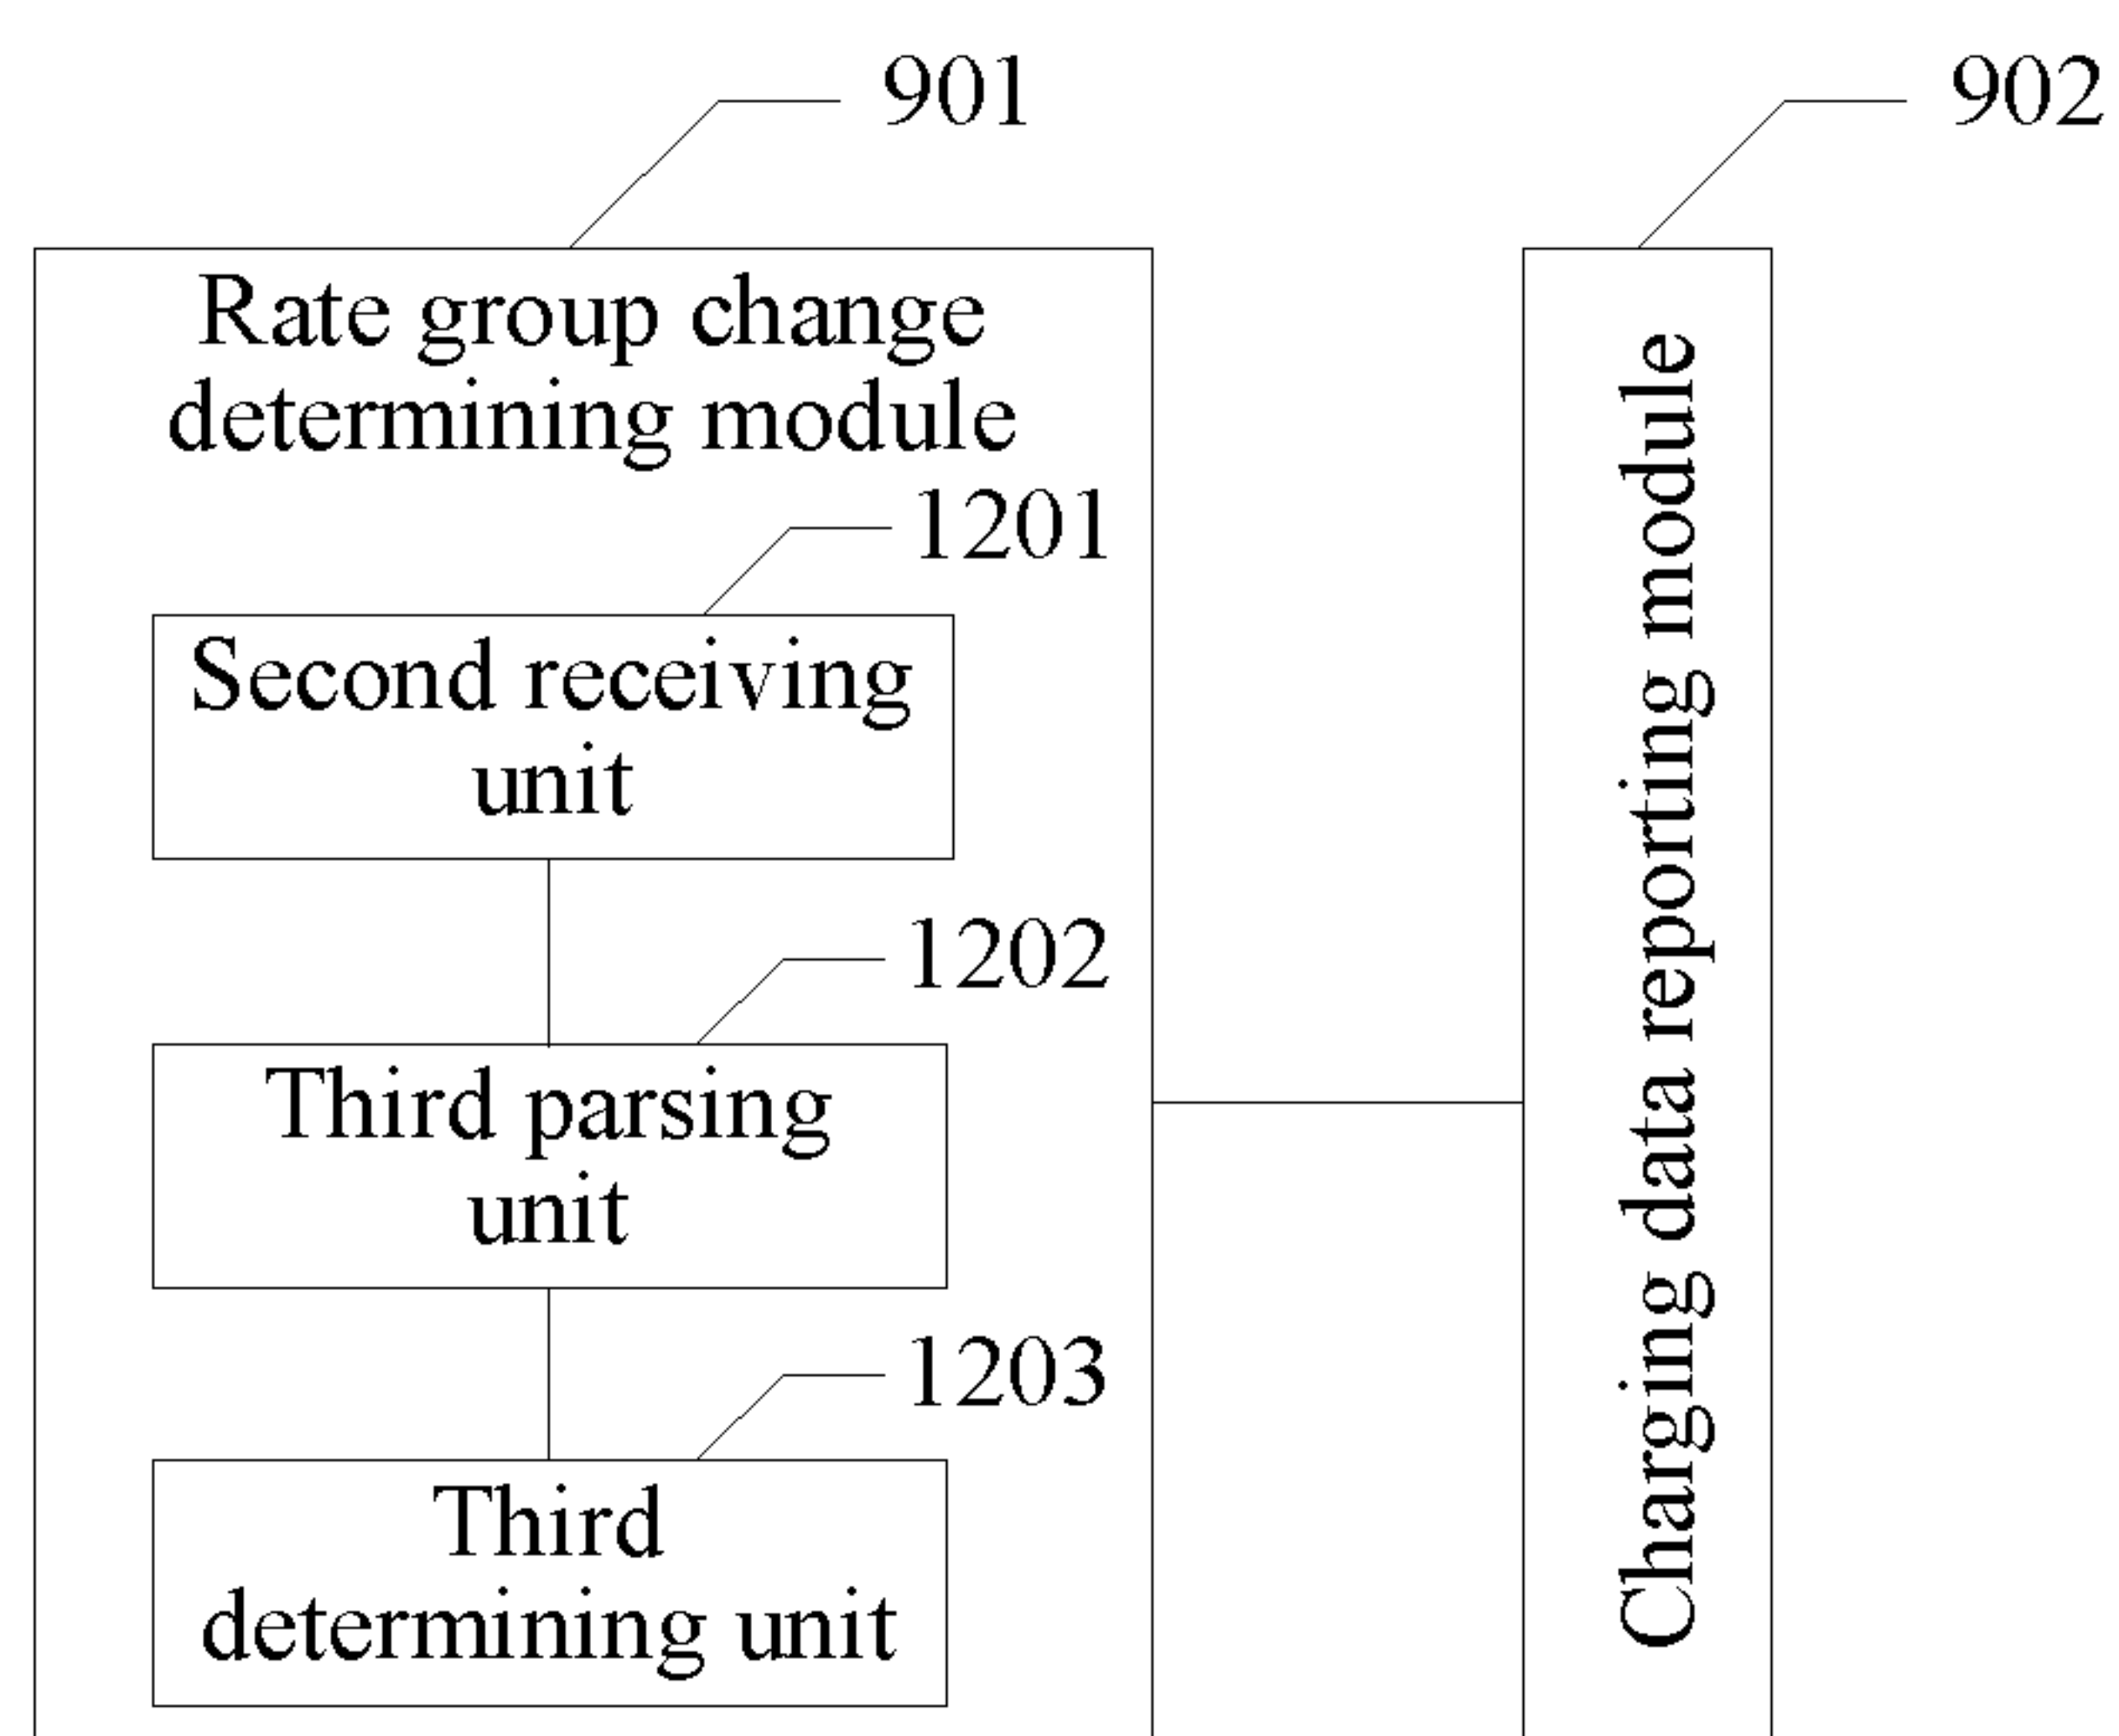 901
902
Rate group change
determining module
1201
Second receiving
unit
1202
Third parsing
unit
1203
Third
determining unit
Charging data reporting module